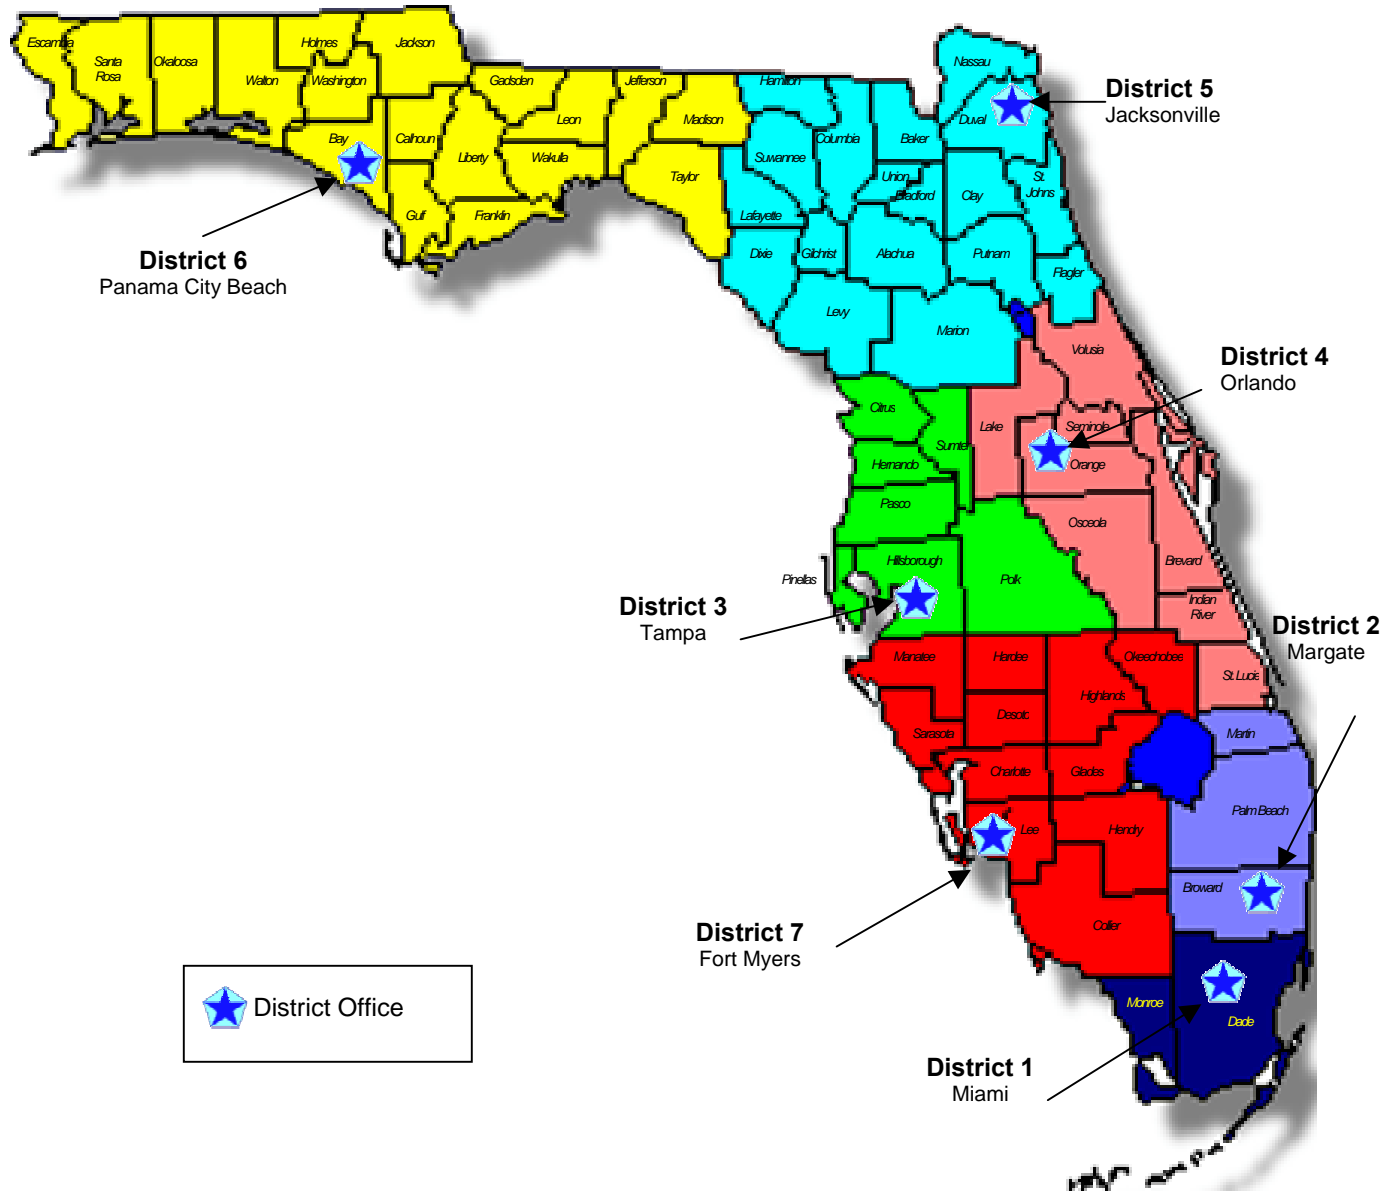 Escambia
Santa
Rosa
Okaloosa
Walton
Holmes
Washington
Jackson
Bay
Calhoun
Gulf
Gadsden
Liberty
Franklin
Leon
Wakulla
Jefferson
Madison
Taylor
Hamilton
Suwannee
Lafayette
Dixie
Columbia
Gilchrist
Levy
Baker
Union
Bradford
Alachua
Marion
Nassau
Duval
Clay
St.
Johns
Putnam
Flagler
District 5
Jacksonville
District 6
Panama City Beach
Volusia
Lake
Seminole
Orange
Osceola
Brevard
Indian
River
St. Lucie
District 4
Orlando
Citrus
Sumter
Hernando
Pasco
Pinellas
Hillsborough
Polk
District 3
Tampa
District 2
Margate
Manatee
Hardee
Okeechobee
Highlands
Sarasota
Charlotte
Glades
Lee
Hendry
Collier
Martin
Palm Beach
Broward
District 7
Fort Myers
Monroe
Dade
District 1
Miami
District Office